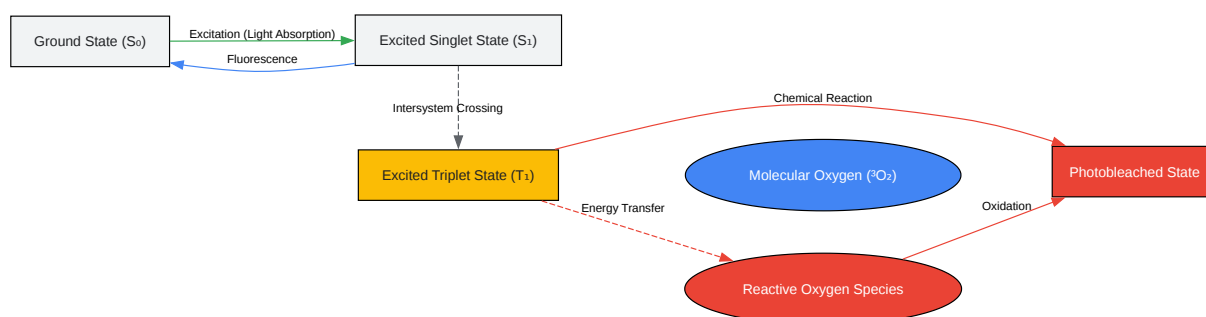 Ground State (S₀)
Excitation (Light Absorption)
Excited Singlet State (S₁)
Fluorescence
Intersystem Crossing
Chemical Reaction
Excited Triplet State (T₁)
Molecular Oxygen (³O₂)
Photobleached State
Energy Transfer
Oxidation
Reactive Oxygen Species